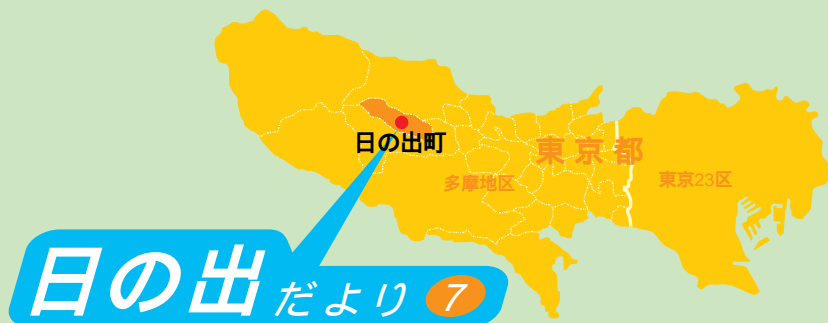 日の出町
東京都
多摩地区
東京23区
日の出だより 7